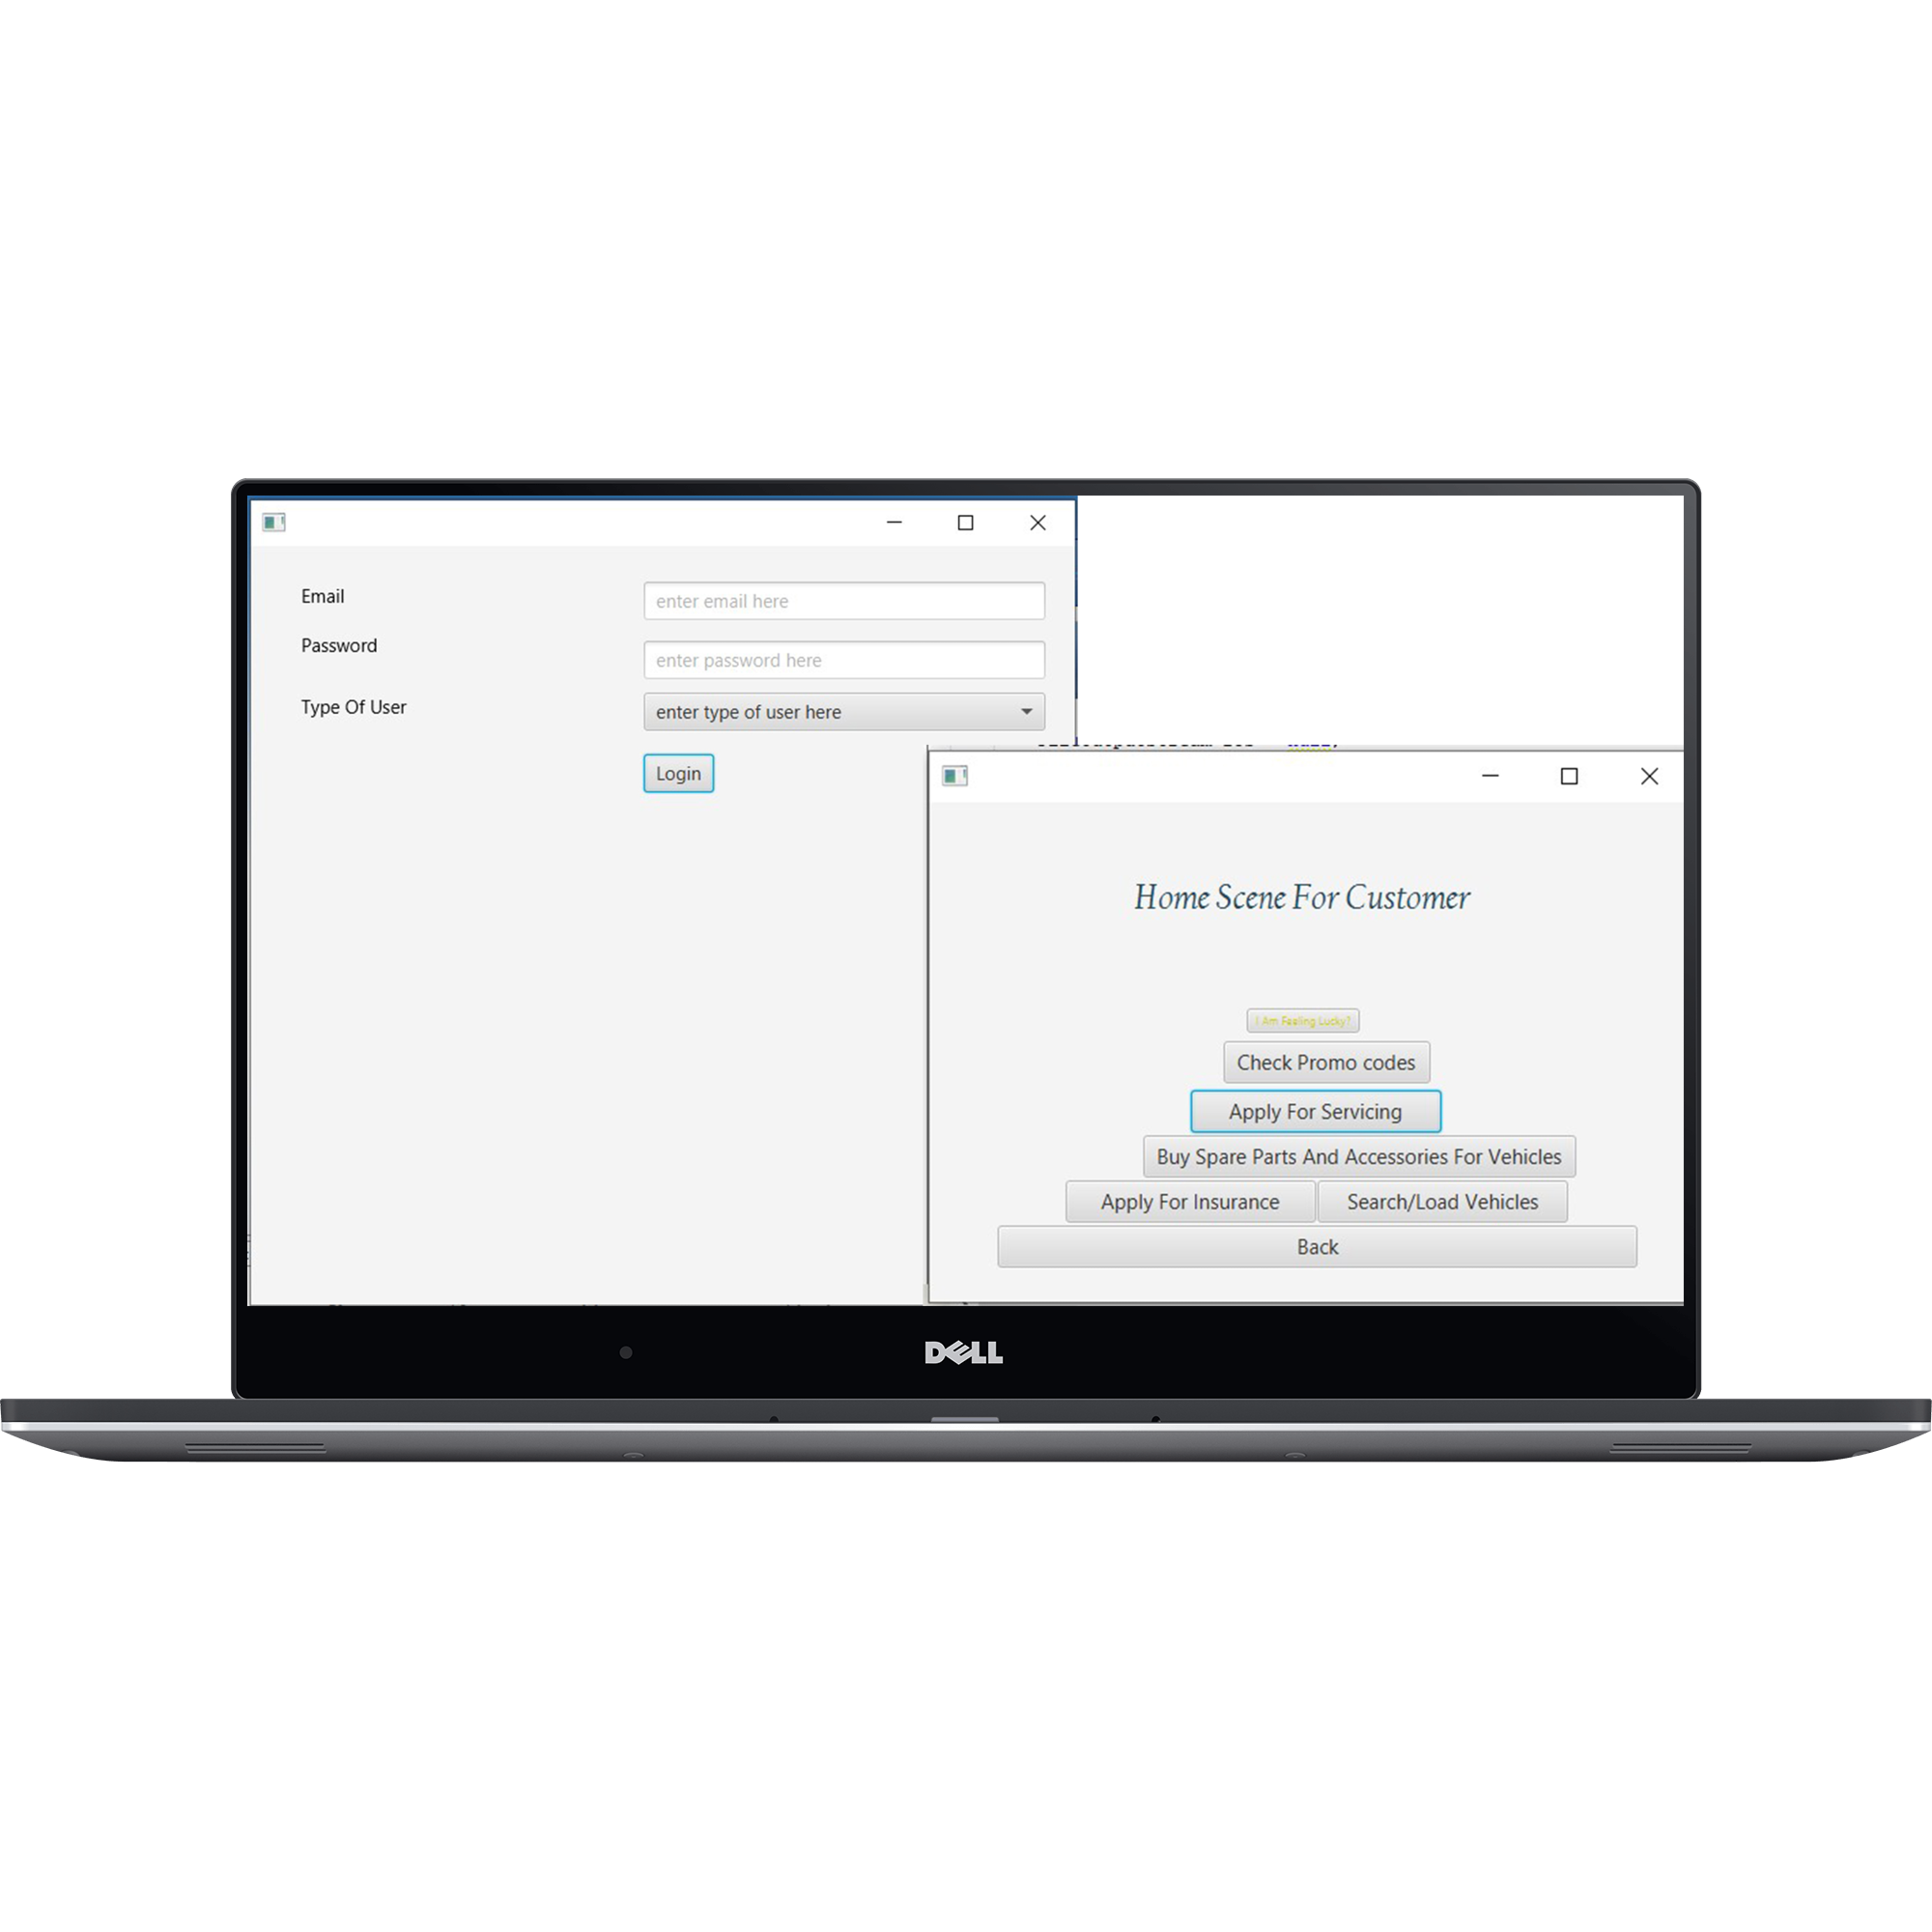 Email
enter email here
Password
enter password here
Type Of User
enter type of user here
Login
Home Scene For Customer
I Am Feeling Lucky?
Check Promo codes
Apply For Servicing
Buy Spare Parts And Accessories For Vehicles
Apply For Insurance Search/Load Vehicles
Back
DELL